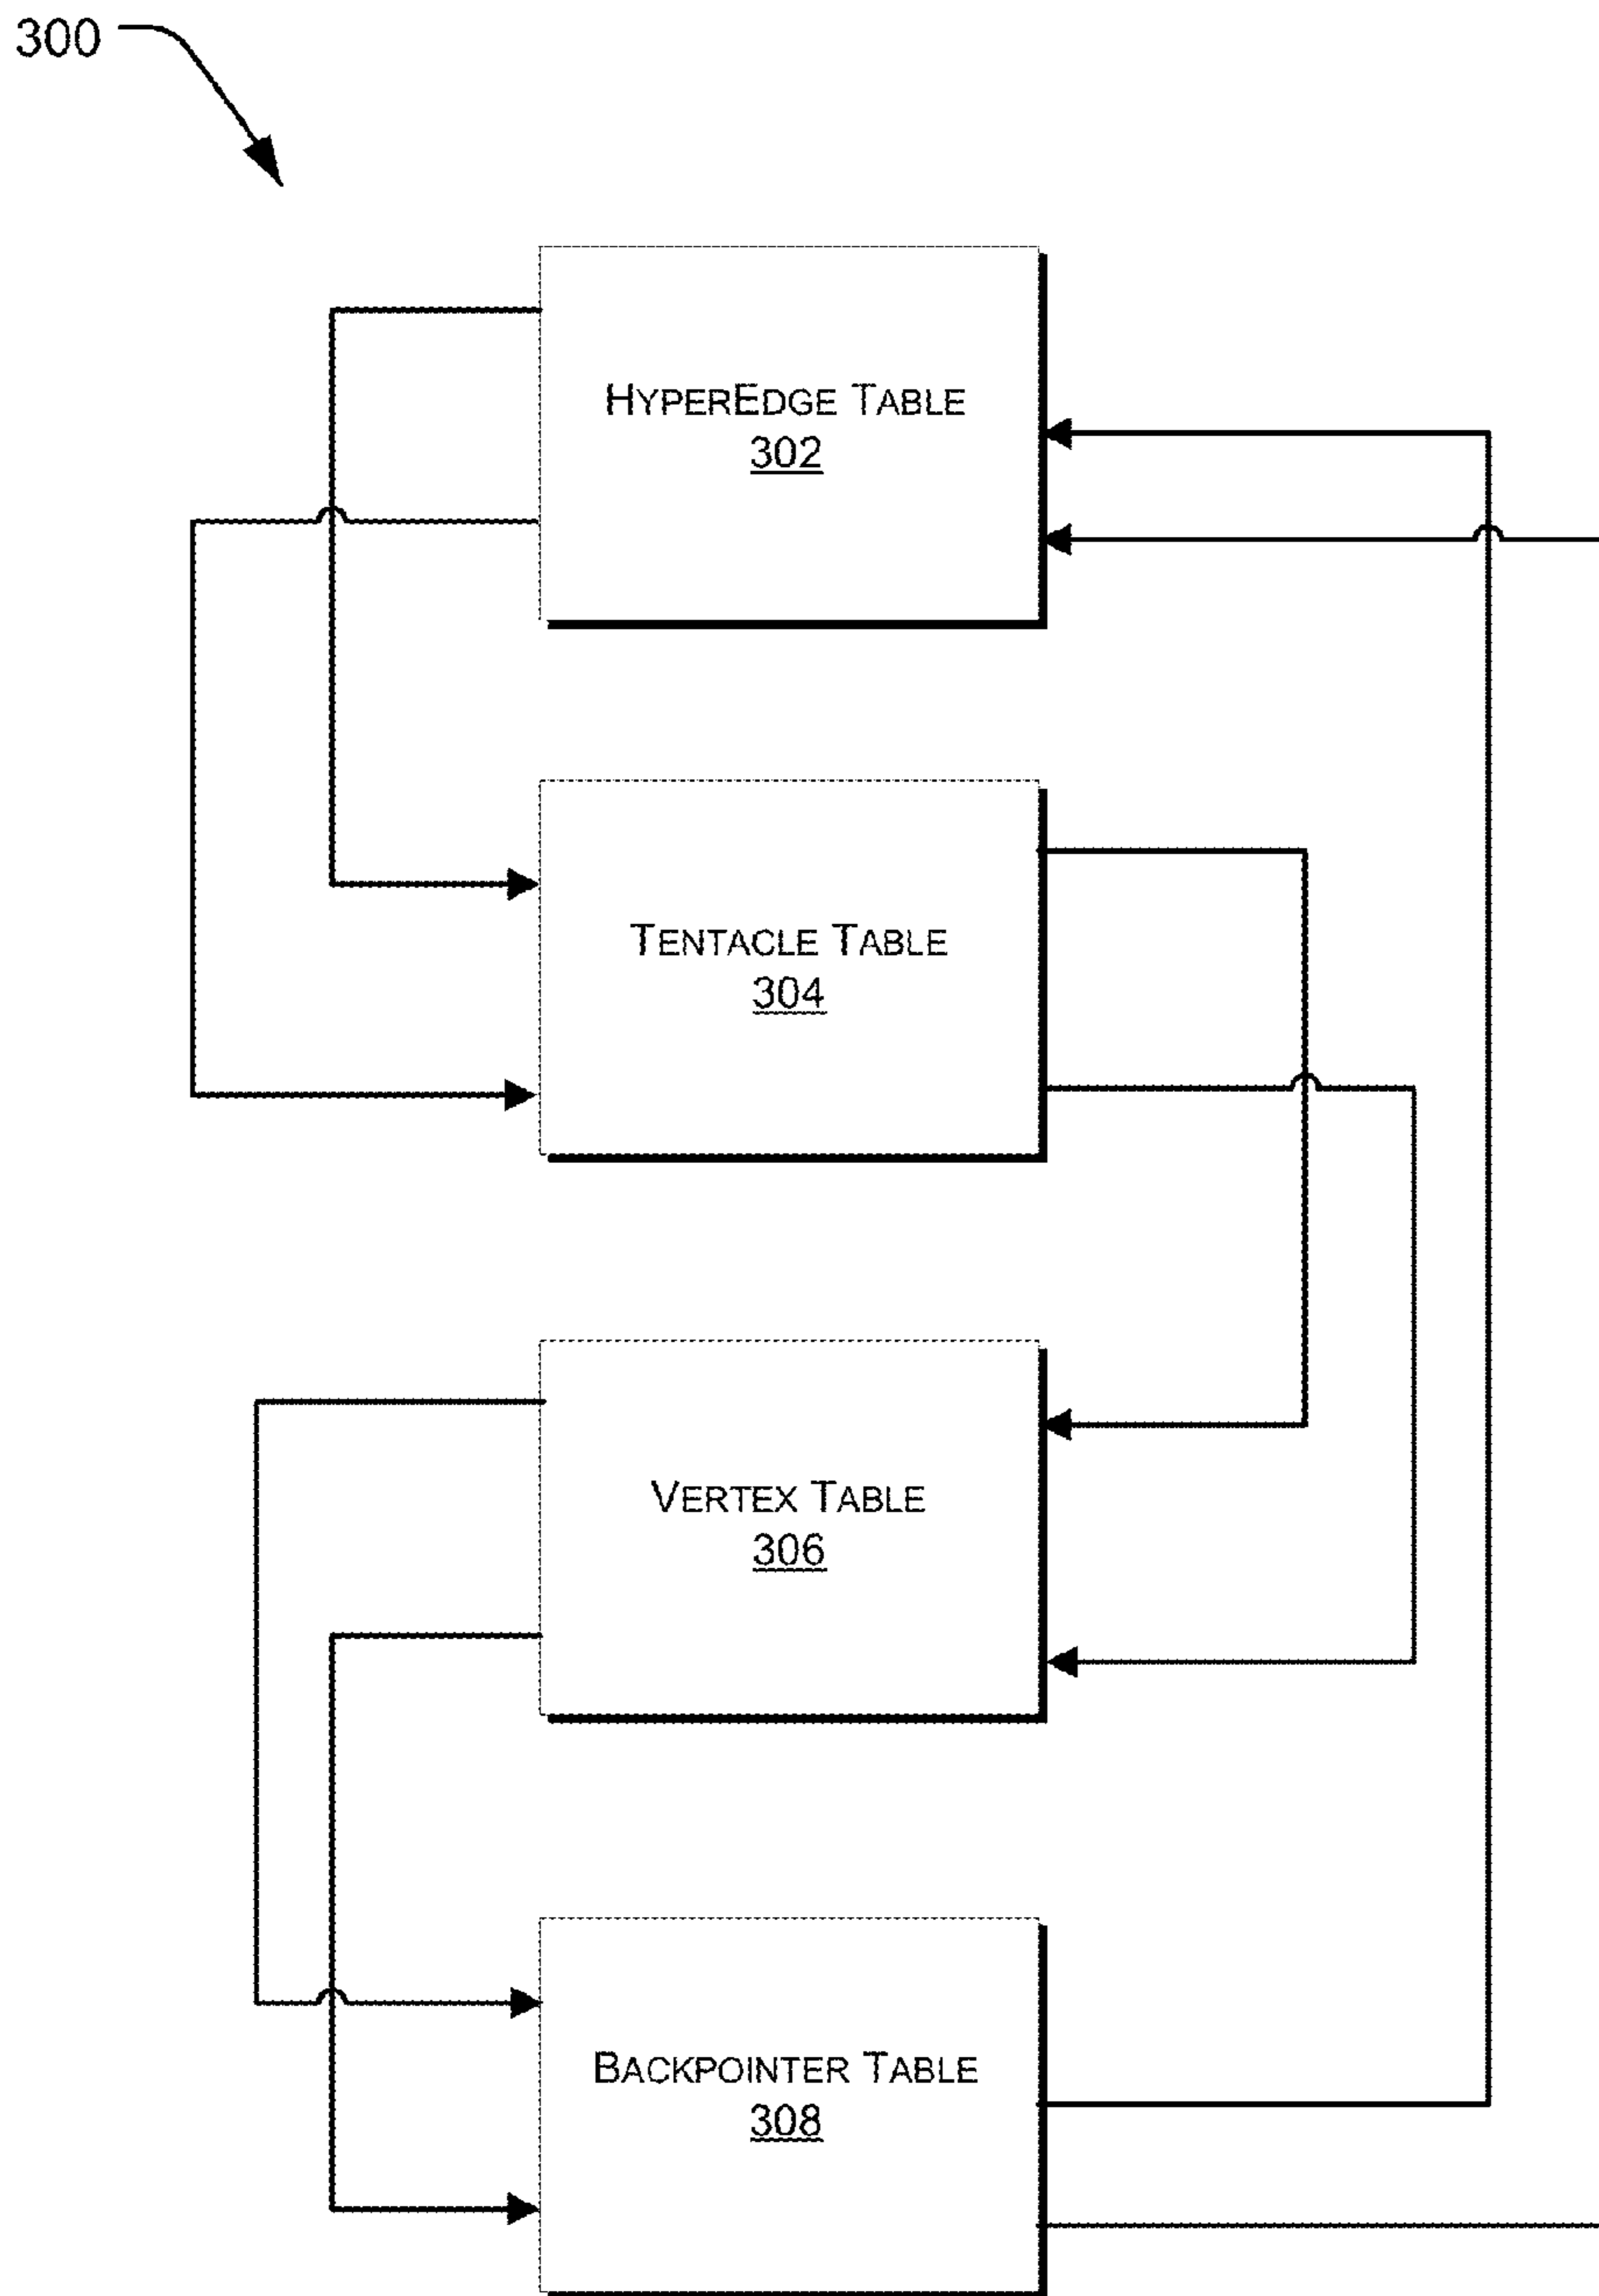 300
HYPEREDGE TABLE
302
TENTACLE TABLE
304
VERTEX TABLE
306
BACKPOINTER TABLE
308